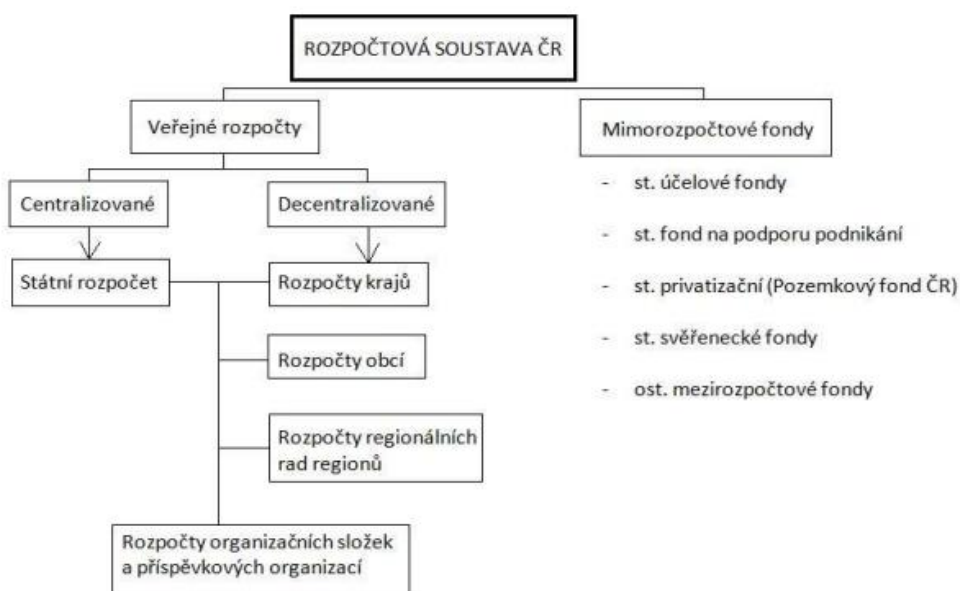 ROZPOČTOVÁ SOUSTAVA ČR
Veřejné rozpočty
Mimorozpočtové fondy
Centralizované
Decentralizované
Státní rozpočet
Rozpočty krajů
Rozpočty obcí
Rozpočty regionálních
rad regionů
Rozpočty organizačních složek
a příspěvkových organizací
- st. účelové fondy
- st. fond na podporu podnikání
- st. privatizační (Pozemkový fond ČR)
- st. svěřenecké fondy
- ost. mezirozpočtové fondy